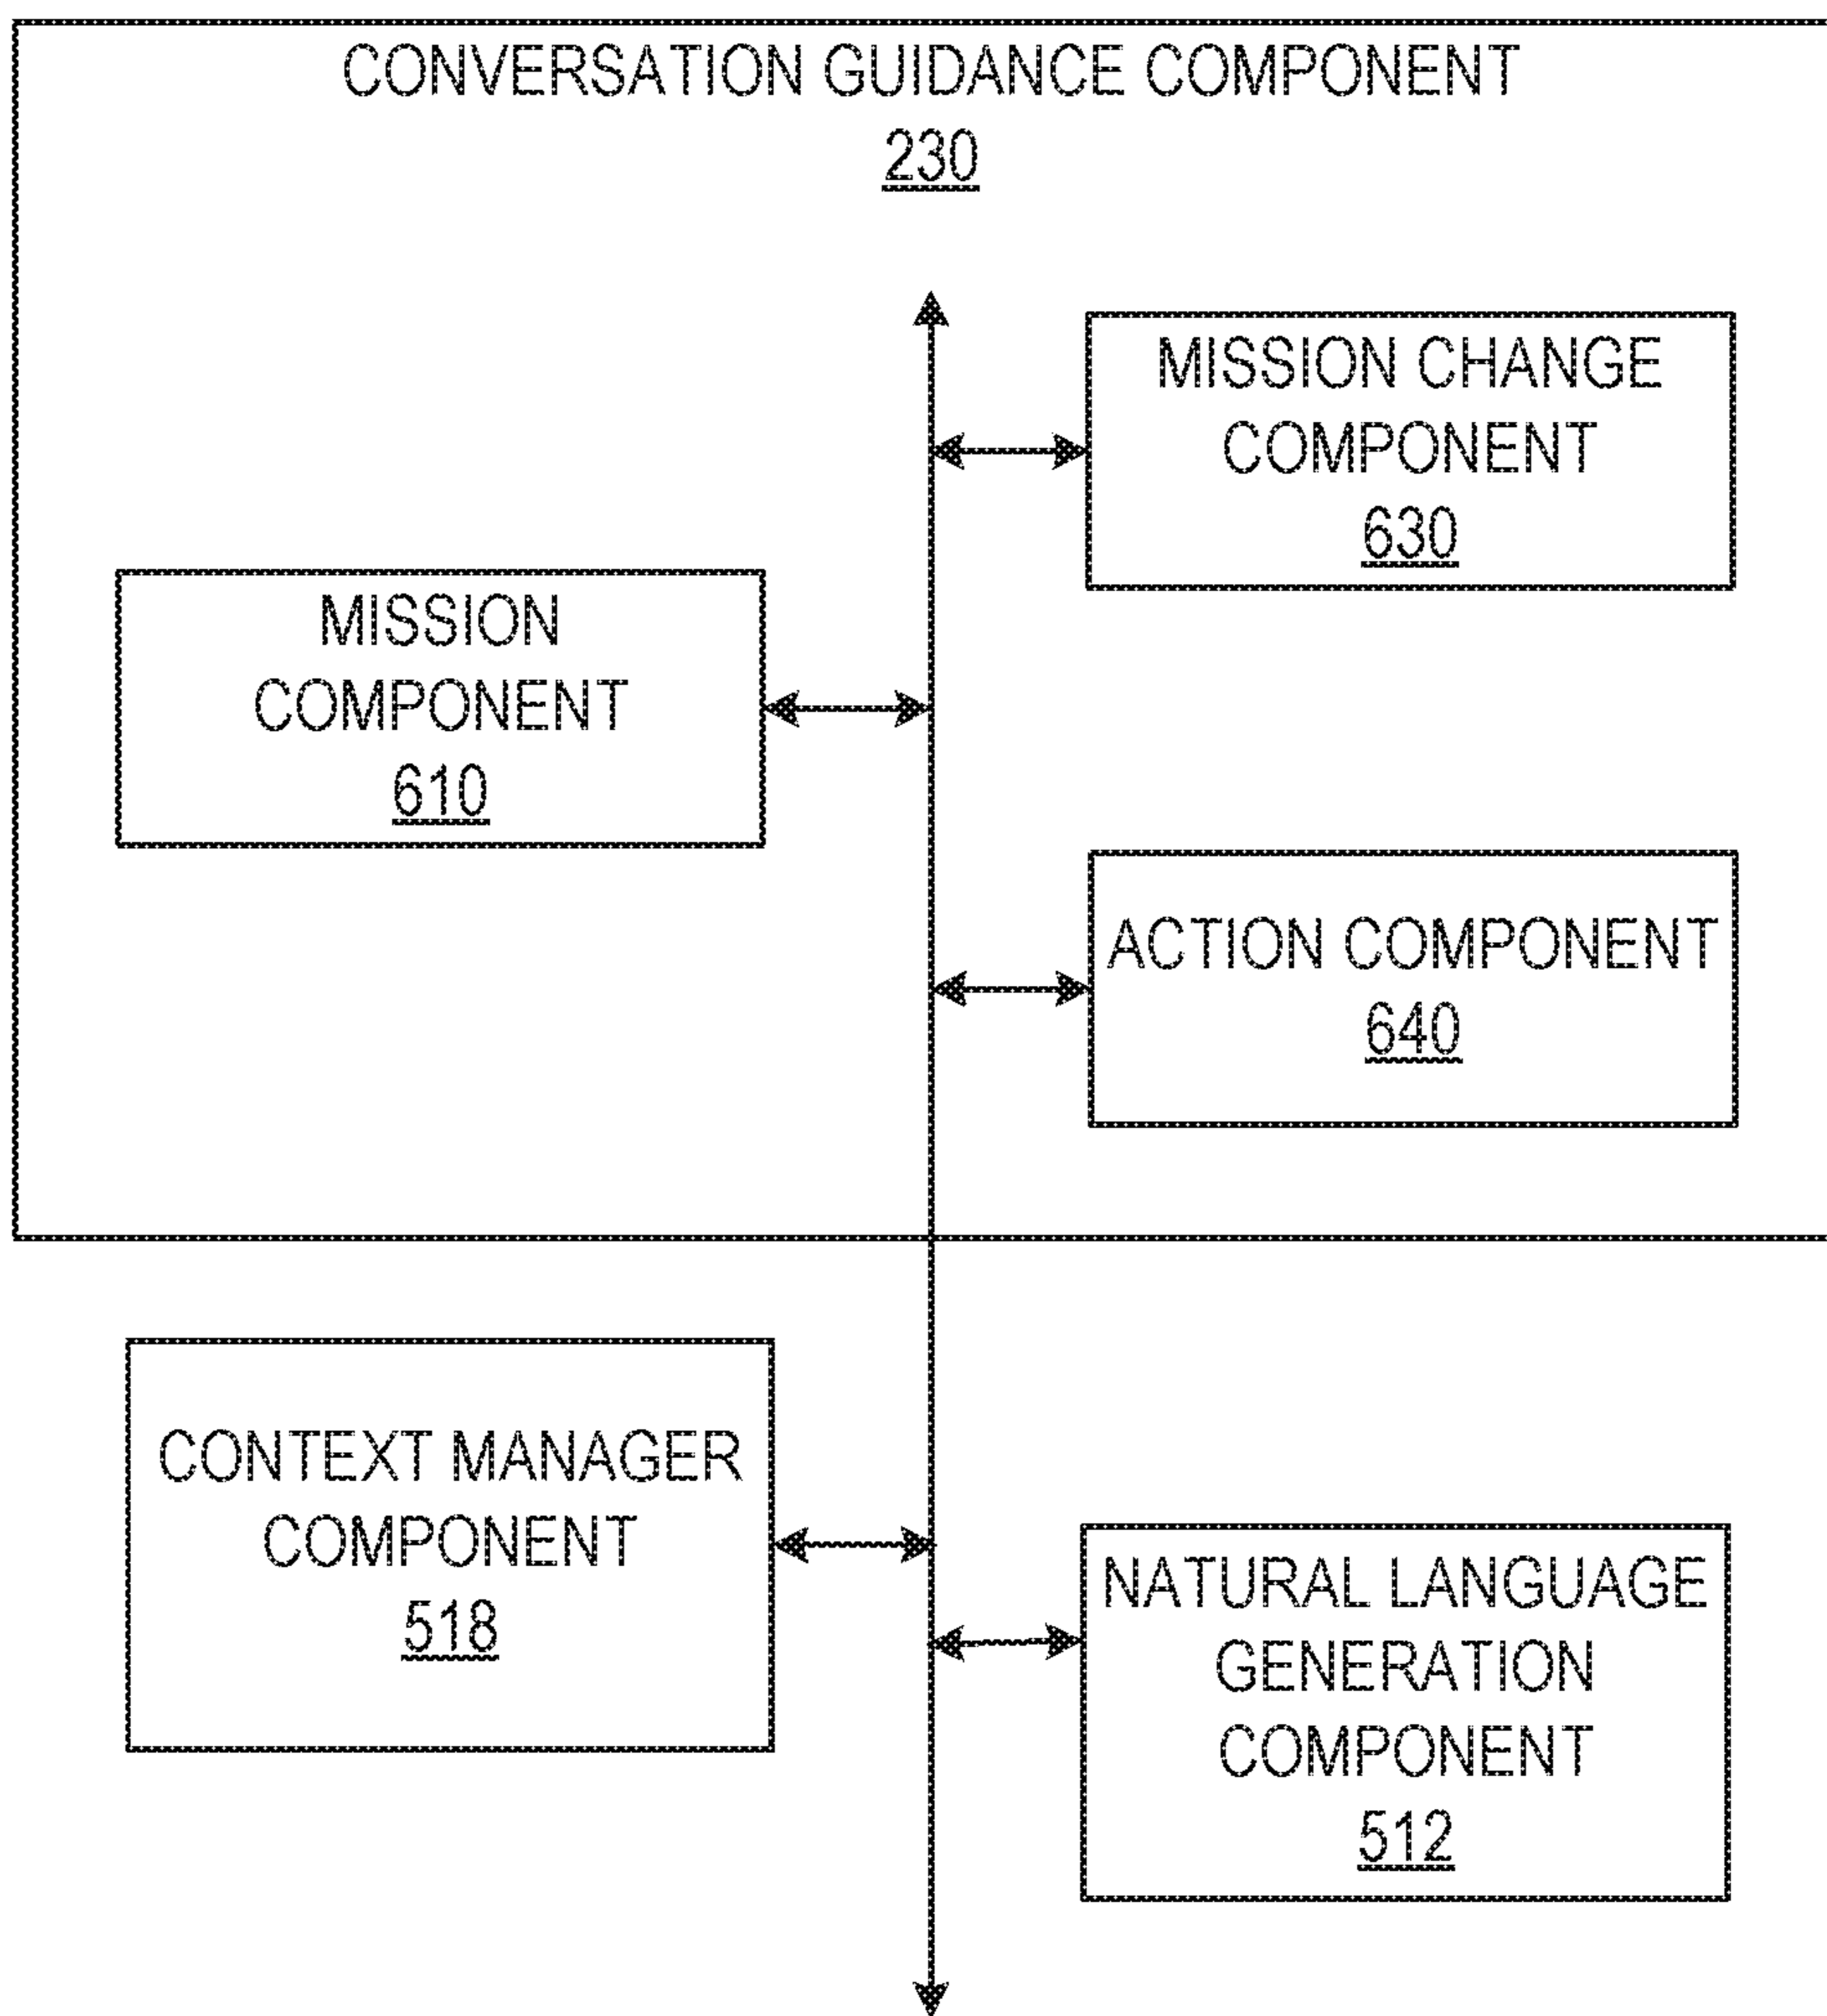 CONVERSATION GUIDANCE COMPONENT
230
MISSION CHANGE
COMPONENT
630
MISSION
COMPONENT
610
ACTION COMPONENT
640
CONTEXT MANAGER
COMPONENT
518
NATURAL LANGUAGE
GENERATION
COMPONENT
512